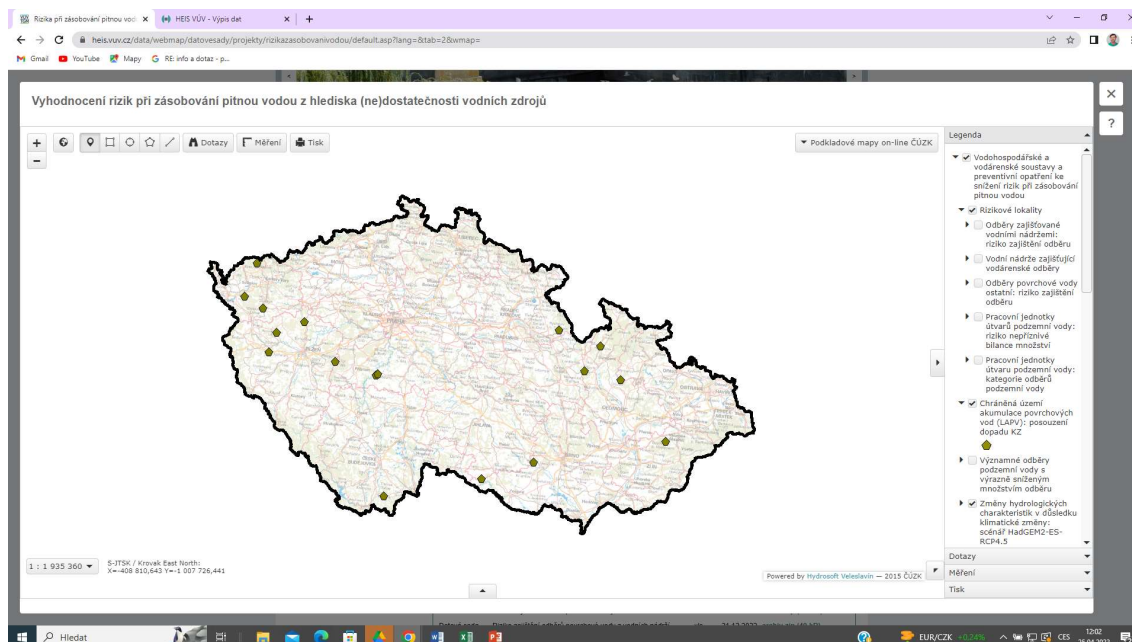 Rizika při zásobování pitnou vod
HEIS VÚV - Výpis dat
heis.vuv.cz/data/webmap/datovesady/projekty/rizikazasobovanivodou/default.asp?lang=&tab=2&wmap=
Gmail YouTube Mapy RE: info a dotaz - p...
Vyhodnocení rizik při zásobování pitnou vodou z hlediska (ne)dostatečnosti vodních zdrojů
Dotazy Měření Tisk
Podkladové mapy on-line ČÚZK
Legenda
Vodohospodářské a
vodárenské soustavy a
preventivní opatření ke
snížení rizik při zásobování
pitnou vodou
Rizikové lokality
Odběry zajišťované
vodními nádržemi:
riziko zajištění odběru
Vodní nádrže zajišťující
vodárenské odběry
Odběry povrchové vody
ostatní: riziko zajištění
odběru
Pracovní jednotky
útvarů podzemní vody:
riziko nepříznivé
bilance množství
Pracovní jednotky
útvaru podzemní vody:
kategorie odběrů
podzemní vody
Chráněná území
akumulace povrchových
vod (LAPV): posouzení
dopadu KZ
Významné odběry
podzemní vody s
výrazně sníženým
množstvím odběru
Změny hydrologických
charakteristik v důsledku
klimatické změny:
scénář HadGEM2-ES-
RCP4.5
Dotazy
Měření
Tisk
1 : 1 935 360
S-JTSK / Krovak East North:
X=-408 810,643 Y=-1 007 726,441
Powered by Hydrosoft Veleslavín — 2015 ČÚZK
Hledat
EUR/CZK +0,24%
CES
12:02